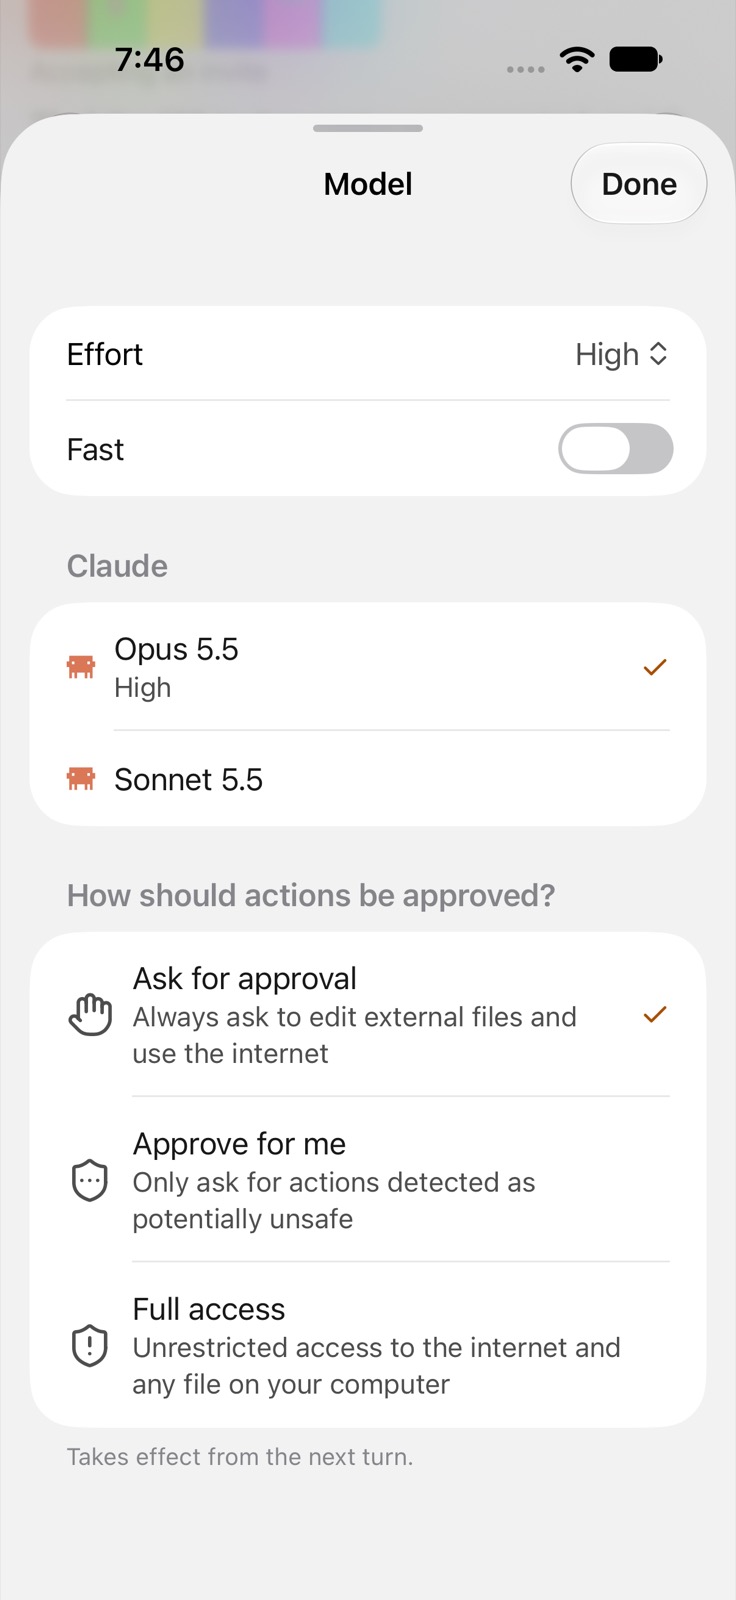 7:46
Model
Done
Effort
High
Fast
Claude
Opus 5.5
High
Sonnet 5.5
How should actions be approved?
Ask for approval
Always ask to edit external files and
use the internet
Approve for me
Only ask for actions detected as
potentially unsafe
Full access
Unrestricted access to the internet and
any file on your computer
Takes effect from the next turn.